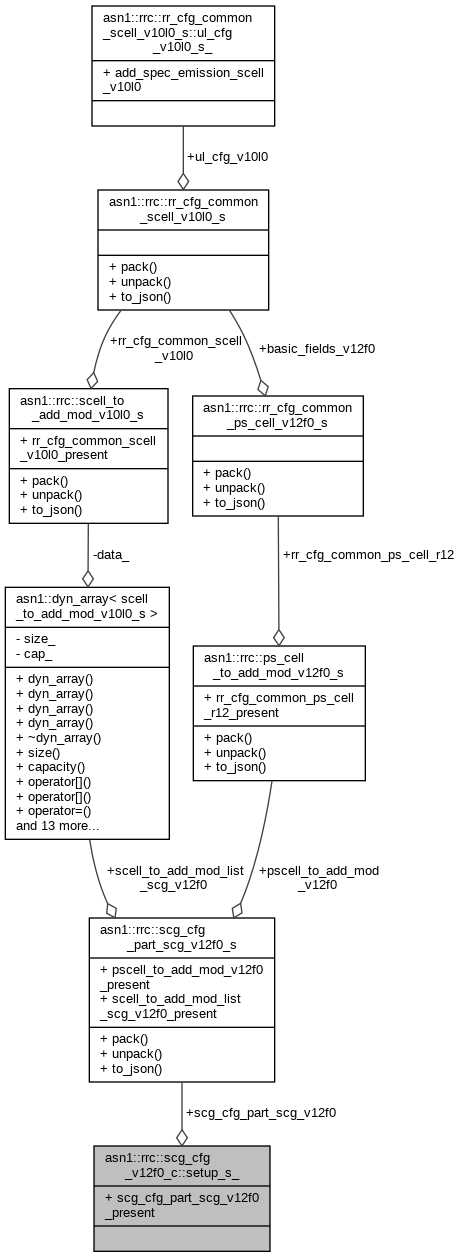 asn1::rrc::rr_cfg_common
_scell_v10l0_s::ul_cfg
_v10l0_s_
+ add_spec_emission_scell
_v10l0
+ul_cfg_v10l0
asn1::rrc::rr_cfg_common
_scell_v10l0_s
+ pack()
+ unpack()
+ to_json()
+rr_cfg_common_scell
_v10l0
+basic_fields_v12f0
asn1::rrc::scell_to
_add_mod_v10l0_s
+ rr_cfg_common_scell
_v10l0_present
+ pack()
+ unpack()
+ to_json()
asn1::rrc::rr_cfg_common
_ps_cell_v12f0_s
+ pack()
+ unpack()
+ to_json()
-data_
+rr_cfg_common_ps_cell_r12
asn1::dyn_array< scell
_to_add_mod_v10l0_s >
- size_
- cap_
+ dyn_array()
+ dyn_array()
+ dyn_array()
+ dyn_array()
+ ~dyn_array()
+ size()
+ capacity()
+ operator[]()
+ operator[]()
+ operator=()
and 13 more...
asn1::rrc::ps_cell
_to_add_mod_v12f0_s
+ rr_cfg_common_ps_cell
_r12_present
+ pack()
+ unpack()
+ to_json()
+scell_to_add_mod_list
_scg_v12f0
+pscell_to_add_mod
_v12f0
asn1::rrc::scg_cfg
_part_scg_v12f0_s
+ pscell_to_add_mod_v12f0
_present
+ scell_to_add_mod_list
_scg_v12f0_present
+ pack()
+ unpack()
+ to_json()
+scg_cfg_part_scg_v12f0
asn1::rrc::scg_cfg
_v12f0_c::setup_s_
+ scg_cfg_part_scg_v12f0
_present